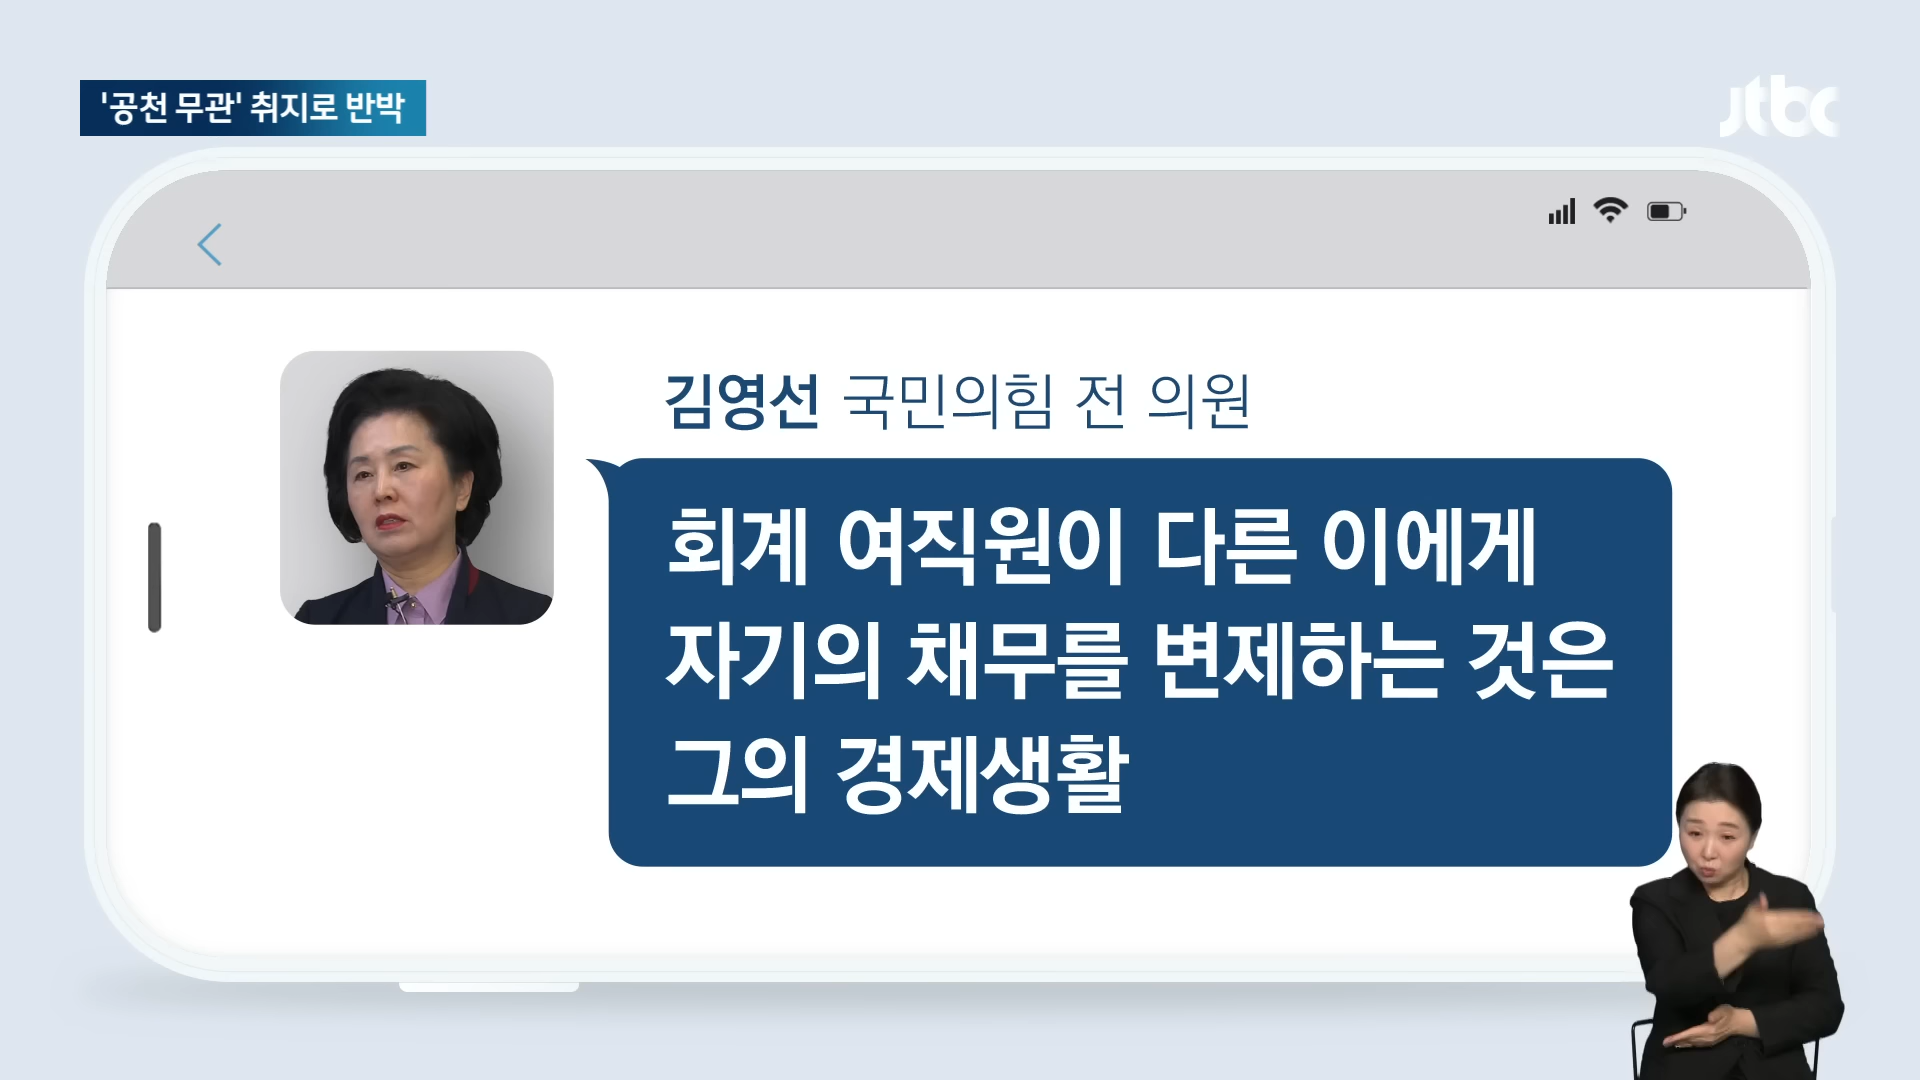 '공천 무관' 취지로 반박
jtbc
김영선 국민의힘 전 의원
회계 여직원이 다른 이에게
자기의 채무를 변제하는 것은
그의 경제생활